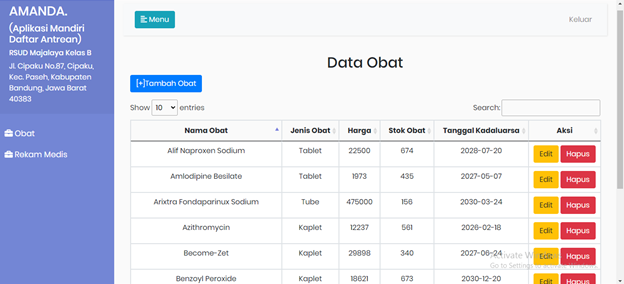 AMANDA.
(Aplikasi Mandiri
Daftar Antrean)
RSUD Majalaya Kelas B
Jl. Cipaku No.87, Cipaku,
Kec. Paseh, Kabupaten
Bandung, Jawa Barat
40383
Obat
Rekam Medis
Menu
Keluar
Data Obat
[+]Tambah Obat
Show 10 entries
Search:
Nama Obat Jenis Obat Harga Stok Obat Tanggal Kadaluarsa Aksi
Alif Naproxen Sodium Tablet 22500 674 2028-07-20 Edit Hapus
Amlodipine Besilate Tablet 1973 435 2027-05-07 Edit Hapus
Arixtra Fondaparinux Sodium Tube 475000 156 2030-03-24 Edit Hapus
Azithromycin Kaplet 12237 561 2026-02-18 Edit Hapus
Become-Zet Kaplet 29898 340 2027-06-24 Edit Hapus
Benzoyl Peroxide Kaplet 18621 673 2030-12-20 Edit Hapus
Go to Settings